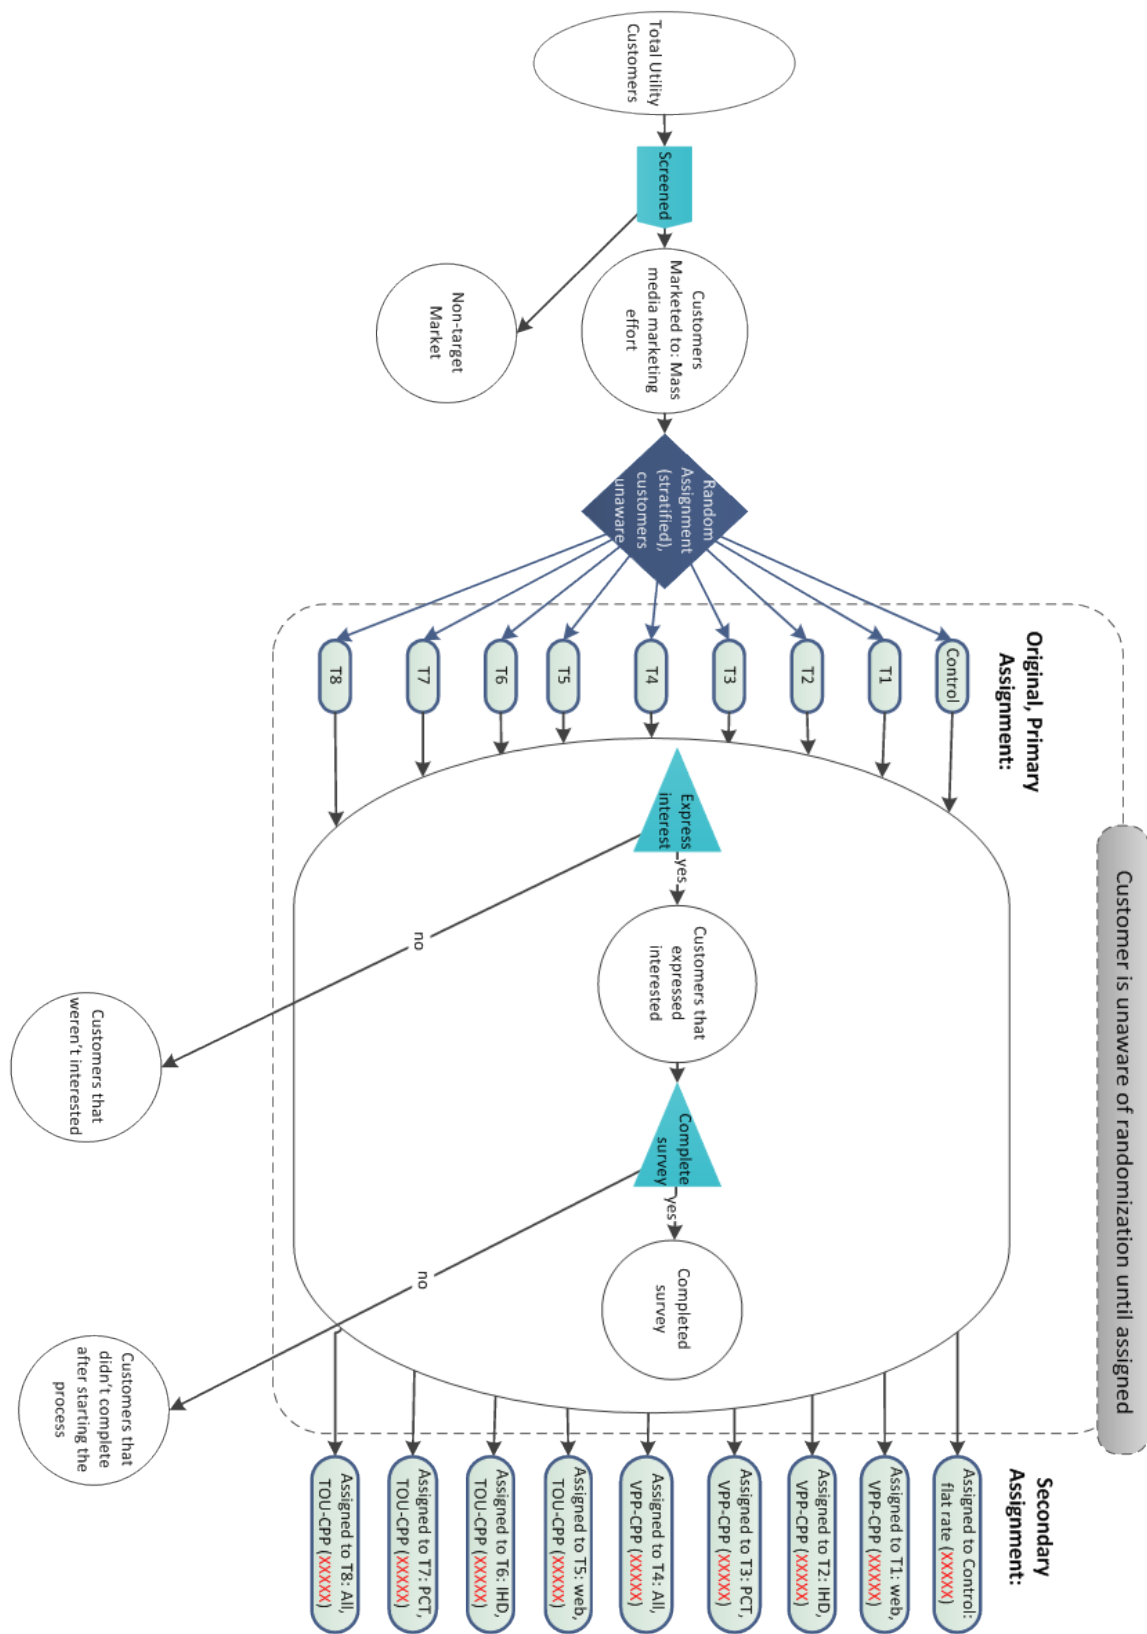 Total Utility
Customers
Screened
Customers
Marketed to: Mass
media marketing
effort
Non-target
Market
Random
Assignment
(stratified),
customers
unaware
Customer is unaware of randomization until assigned
Original, Primary
Assignment:
Control
T1
T2
T3
T4
T5
T6
T7
T8
Express
interest
yes
no
Customers that
expressed
interested
Customers that
weren't interested
Complete
survey
yes
no
Completed
survey
Customers that
didn't complete
after starting the
process
Secondary
Assignment:
Assigned to Control:
flat rate (XXXXX)
Assigned to T1: web,
VPP-CPP (XXXXX)
Assigned to T2: IHD,
VPP-CPP (XXXXX)
Assigned to T3: PCT,
VPP-CPP (XXXXX)
Assigned to T4: All,
VPP-CPP (XXXXX)
Assigned to T5: web,
TOU-CPP (XXXXX)
Assigned to T6: IHD,
TOU-CPP (XXXXX)
Assigned to T7: PCT,
TOU-CPP (XXXXX)
Assigned to T8: All,
TOU-CPP (XXXXX)